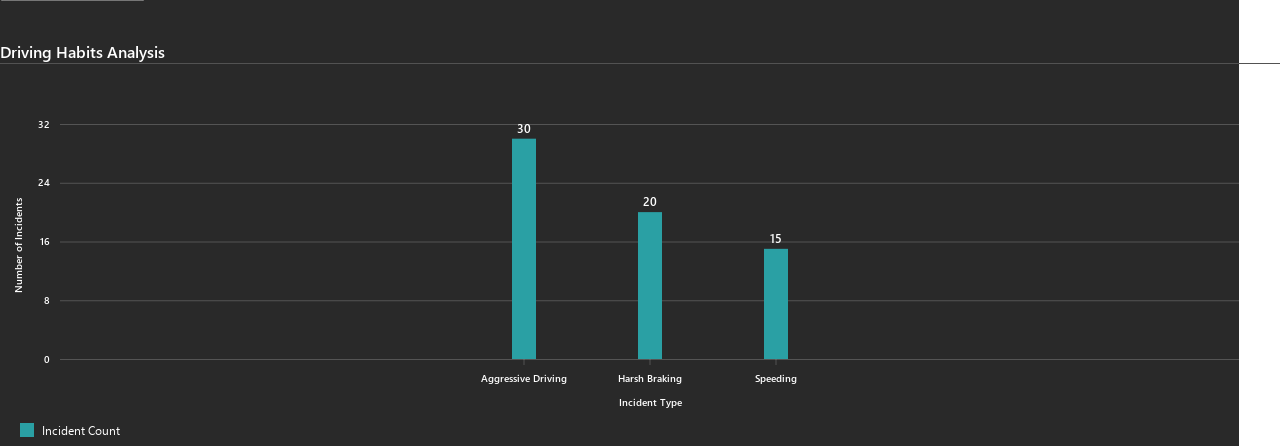 Driving Habits Analysis
32
30
24
20
16
15
8
0
Number of Incidents
Aggressive Driving
Harsh Braking
Speeding
Incident Type
Incident Count